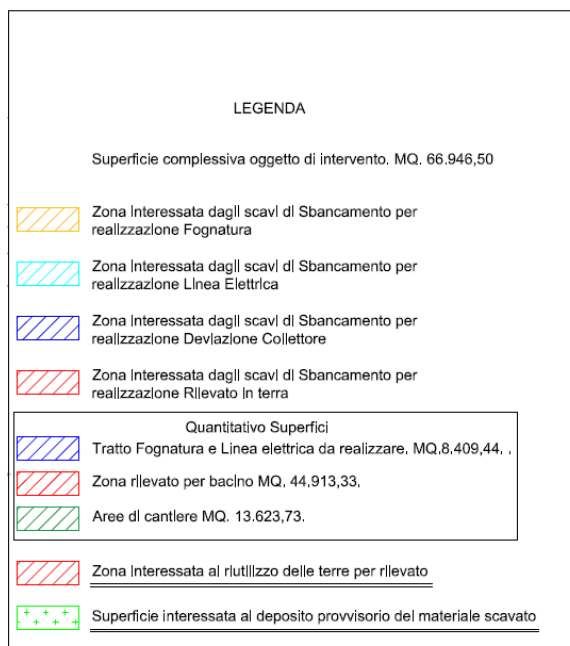 LEGENDA
Superficie complessiva oggetto di intervento. MQ. 66.946,50
Zona Interessata dagli scavi di Sbancamento per
realizzazione Fognatura
Zona Interessata dagli scavi di Sbancamento per
realizzazione Linea Elettrica
Zona Interessata dagli scavi di Sbancamento per
realizzazione Deviazione Collettore
Zona Interessata dagli scavi di Sbancamento per
realizzazione Rilevato in terra
Quantitativo Superfici
Tratto Fognatura e Linea elettrica da realizzare. MQ.8.409,44. .
Zona rilevato per bacino MQ. 44,913,33.
Aree di cantiere MQ. 13.623,73.
Zona Interessata al riutilizzo delle terre per rilevato
Superficie interessata al deposito provvisorio del materiale scavato